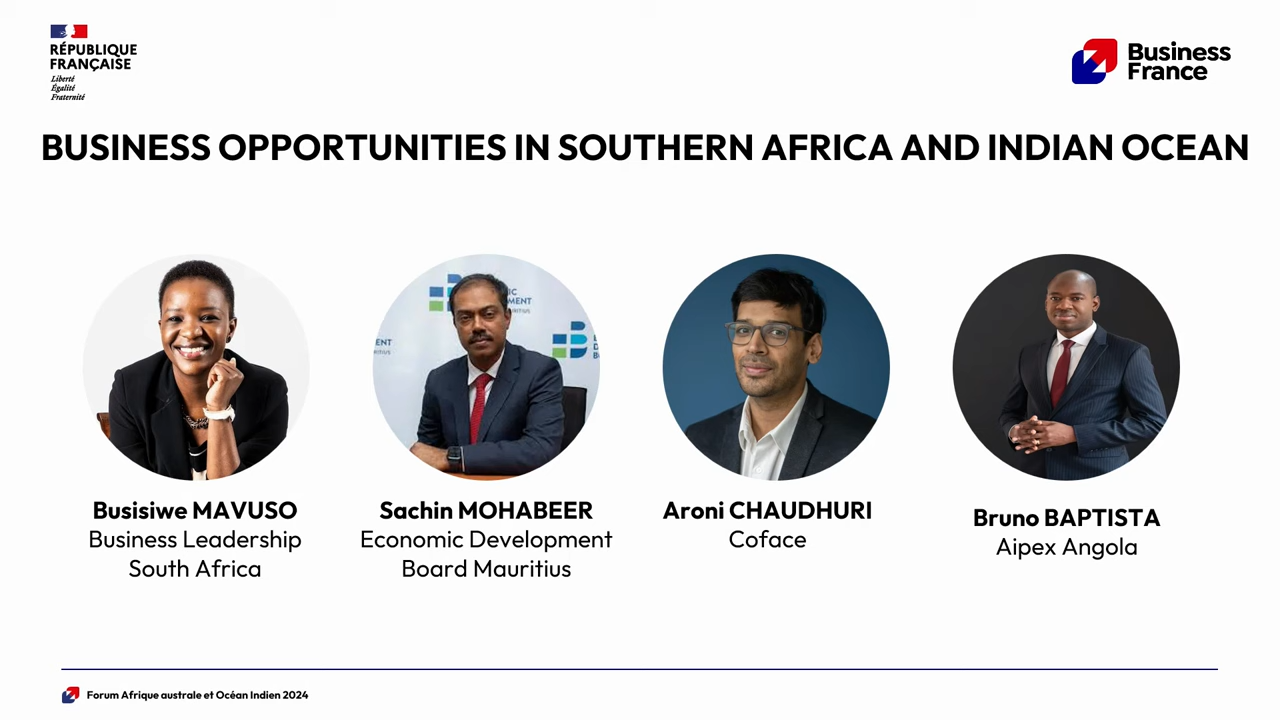 RÉPUBLIQUE
FRANÇAISE
Liberté
Égalité
Fraternité
Business
France
BUSINESS OPPORTUNITIES IN SOUTHERN AFRICA AND INDIAN OCEAN
Busisiwe MAVUSO
Business Leadership
South Africa
Sachin MOHABEER
Economic Development
Board Mauritius
Aroni CHAUDHURI
Coface
Bruno BAPTISTA
Aipex Angola
Forum Afrique australe et Océan Indien 2024